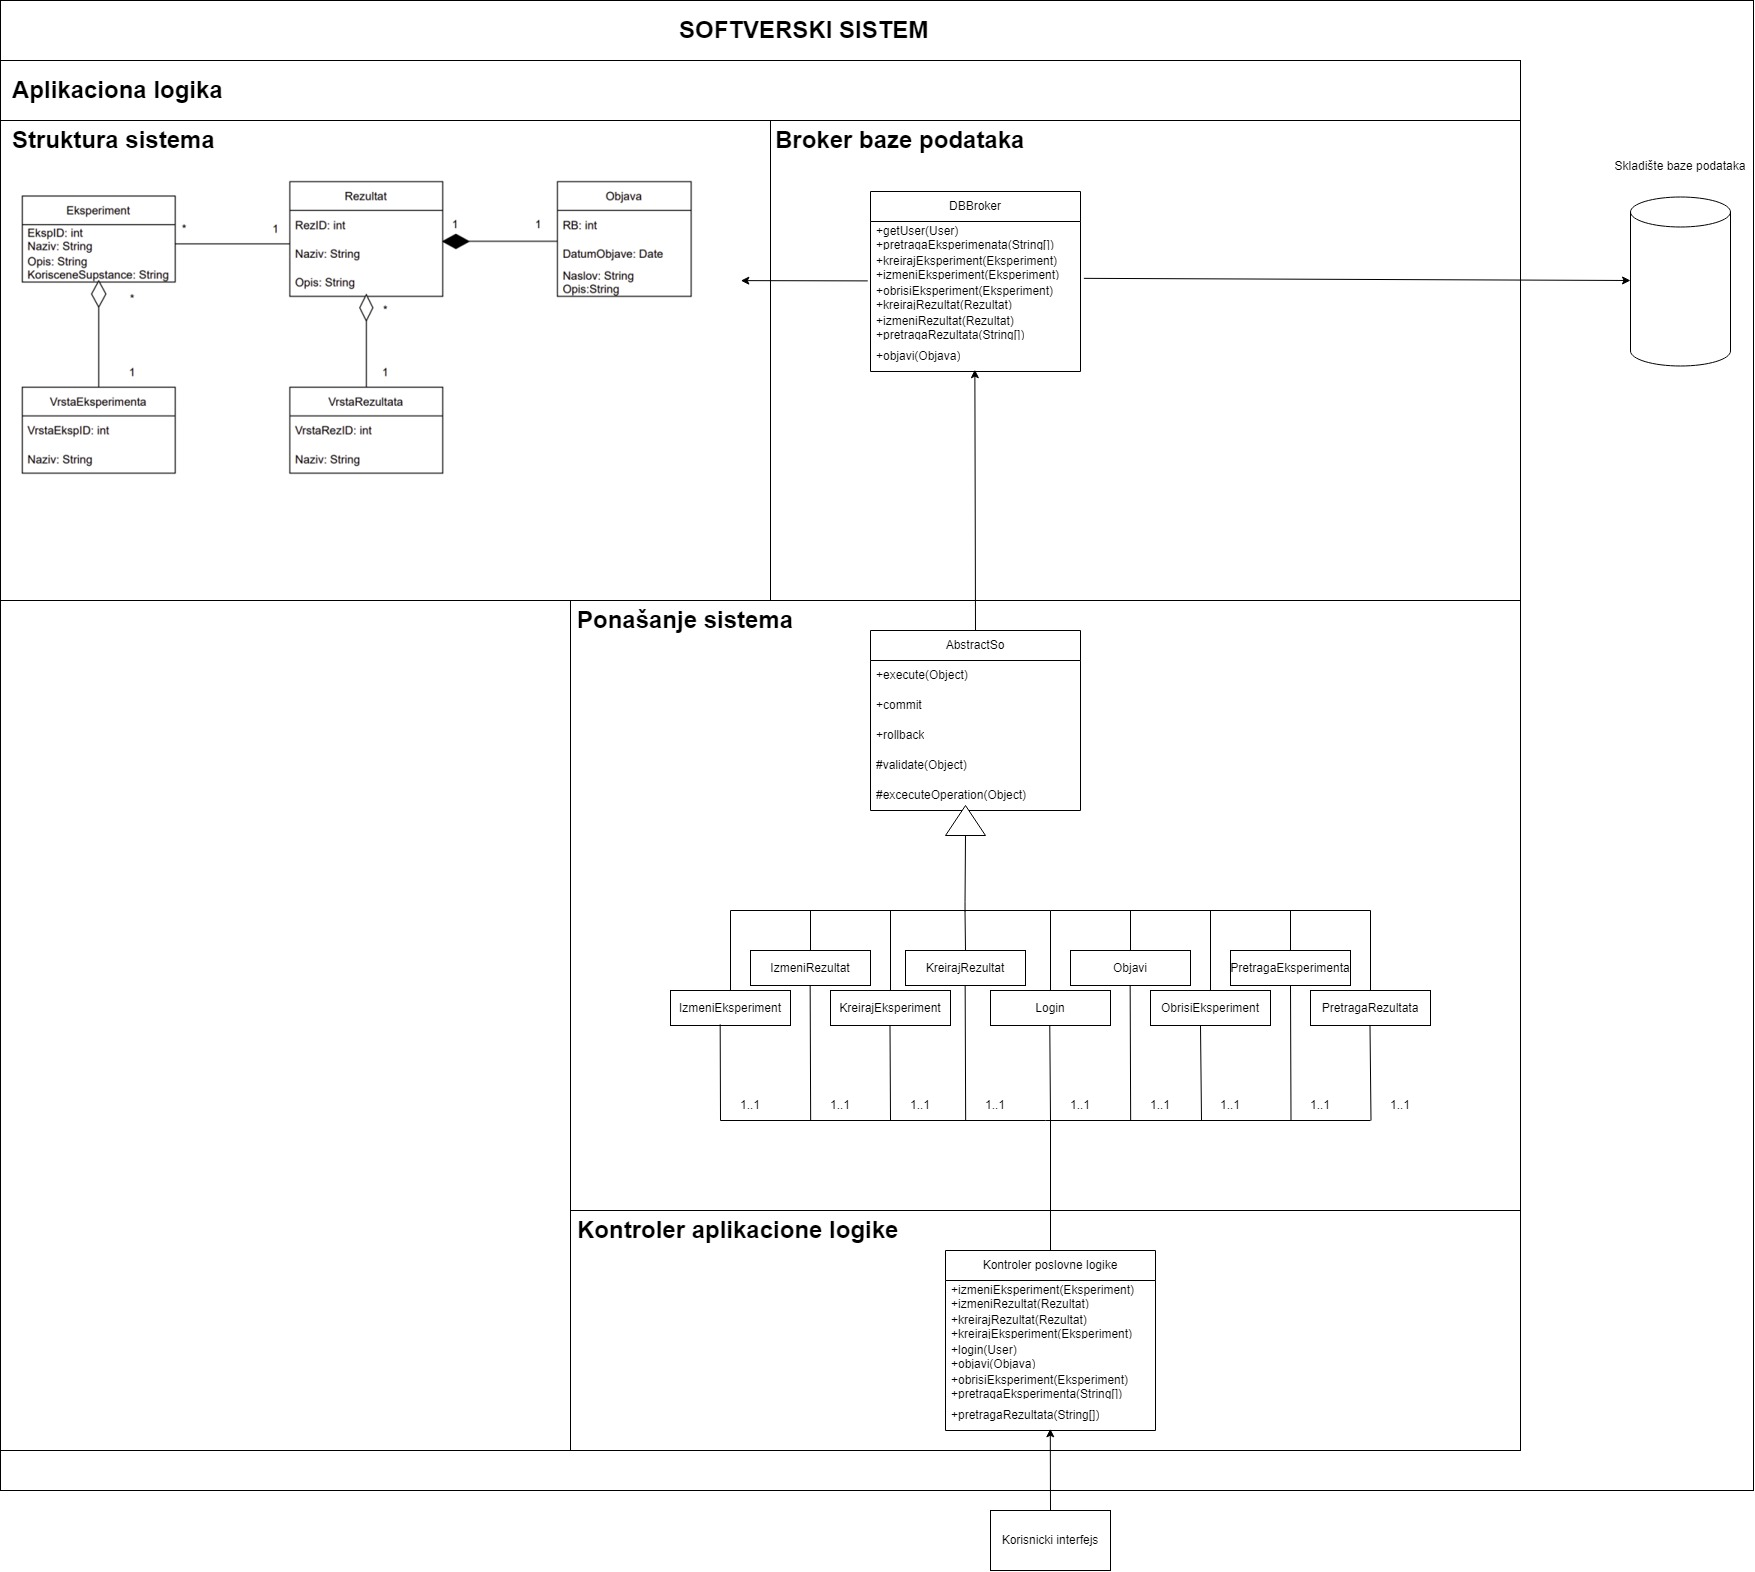 SOFTVERSKI SISTEM
Aplikaciona logika
Struktura sistema
Eksperiment
EkspID: int
Naziv: String
Opis: String
KorisceneSupstance: String
*
1
Rezultat
RezID: int
Naziv: String
Opis: String
1
1
Objava
RB: int
DatumObjave: Date
Naslov: String
Opis:String
*
1
*
1
VrstaEksperimenta
VrstaEkspID: int
Naziv: String
VrstaRezultata
VrstaRezID: int
Naziv: String
Broker baze podataka
DBBroker
+getUser(User)
+pretragaEksperimenata(String[])
+kreirajEksperiment(Eksperiment)
+izmeniEksperiment(Eksperiment)
+obrisiEksperiment(Eksperiment)
+kreirajRezultat(Rezultat)
+izmeniRezultat(Rezultat)
+pretragaRezultata(String[])
+objavi(Objava)
Skladište baze podataka
Ponašanje sistema
AbstractSo
+execute(Object)
+commit
+rollback
#validate(Object)
#excecuteOperation(Object)
IzmeniRezultat
KreirajRezultat
Objavi
PretragaEksperimenta
IzmeniEksperiment
KreirajEksperiment
Login
ObrisiEksperiment
PretragaRezultata
1..1
1..1
1..1
1..1
1..1
1..1
1..1
1..1
1..1
Kontroler aplikacione logike
Kontroler poslovne logike
+izmeniEksperiment(Eksperiment)
+izmeniRezultat(Rezultat)
+kreirajRezultat(Rezultat)
+kreirajEksperiment(Eksperiment)
+login(User)
+objavi(Objava)
+obrisiEksperiment(Eksperiment)
+pretragaEksperimenta(String[])
+pretragaRezultata(String[])
Korisnicki interfejs